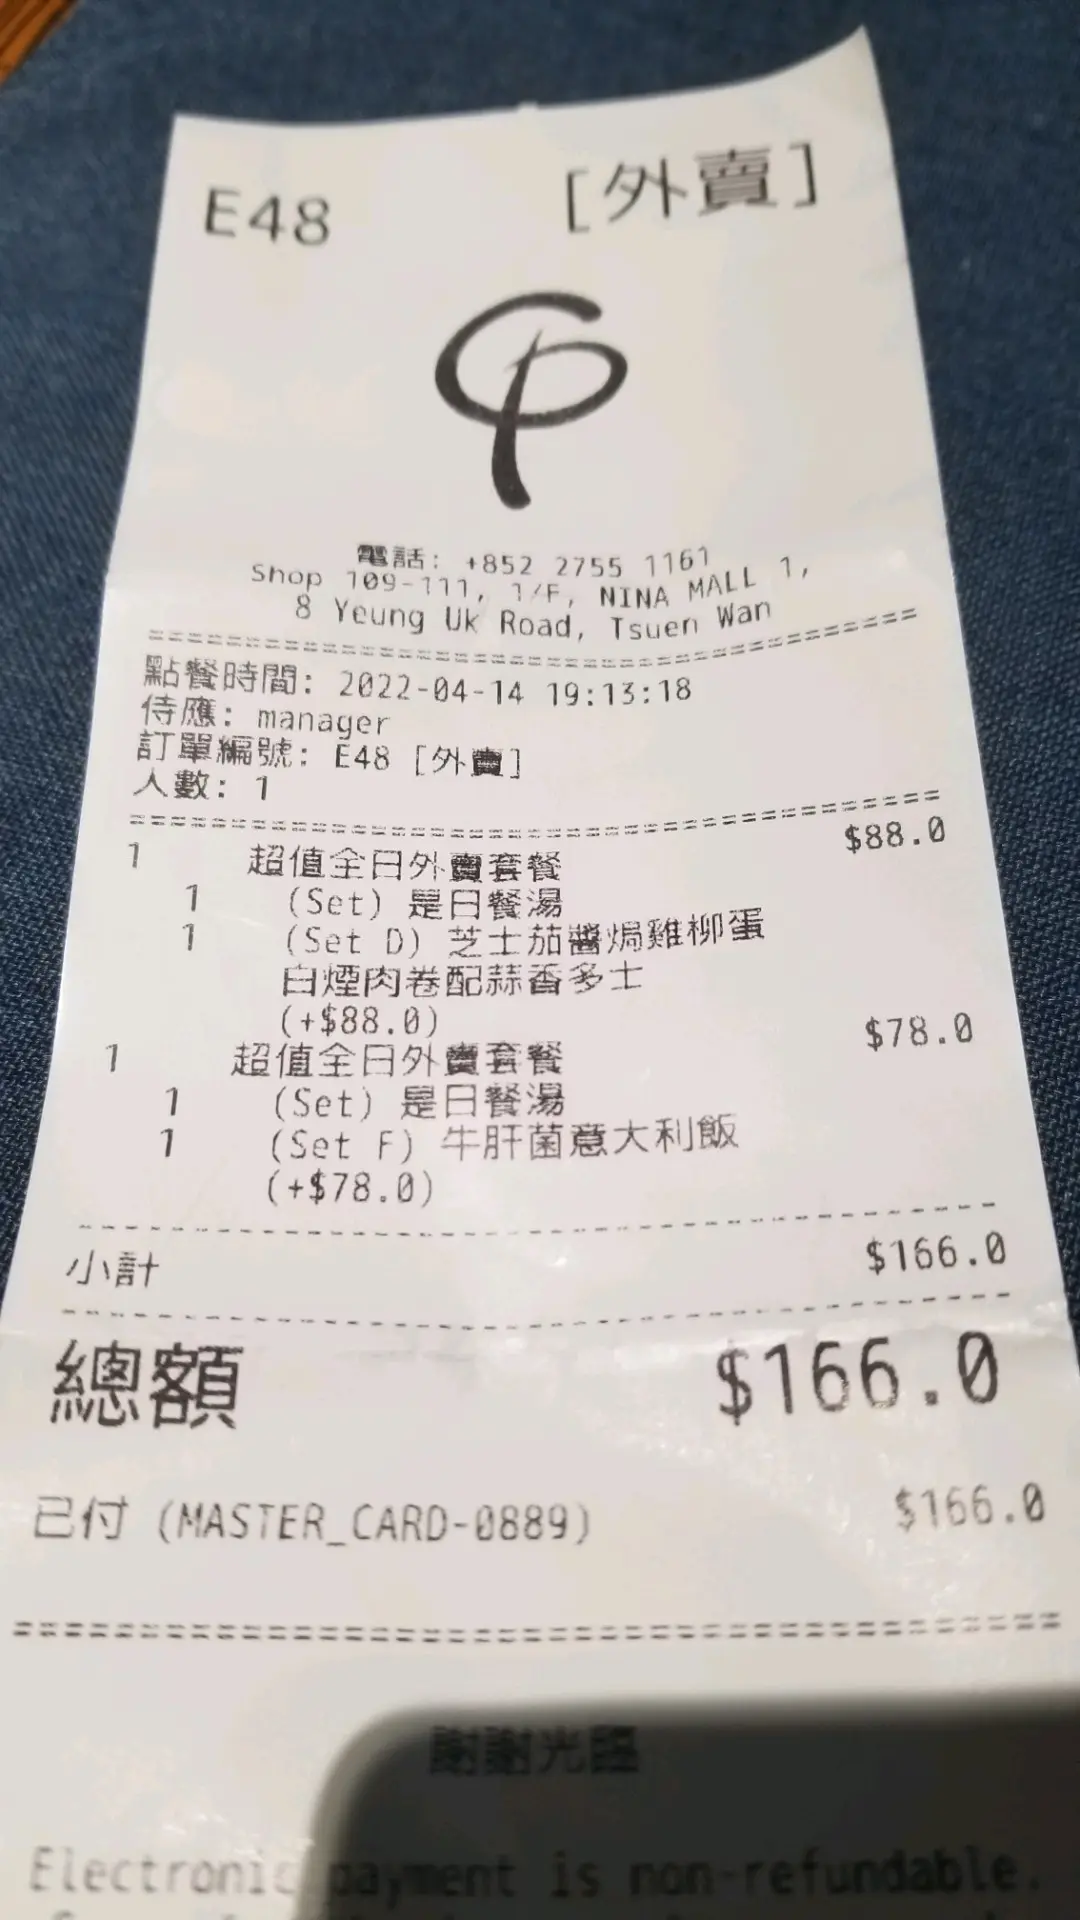 E48 [外賣]
電話: +852 2755 1161
Shop 109-111, 1/F, NINA MALL 1,
8 Yeung Uk Road, Tsuen Wan
點餐時間: 2022-04-14 19:13:18
侍應: manager
訂單編號: E48 [外賣]
人數: 1
1 超值全日外賣套餐 $88.0
1 (Set) 是日餐湯
1 (Set D) 芝士茄醬焗雞柳蛋
白煙肉卷配蒜香多士
(+$88.0)
1 超值全日外賣套餐 $78.0
1 (Set) 是日餐湯
1 (Set F) 牛肝菌意大利飯
(+$78.0)
小計 $166.0
總額 $166.0
已付 (MASTER_CARD-0889) $166.0
謝謝光臨
Electronic payment is non-refundable.